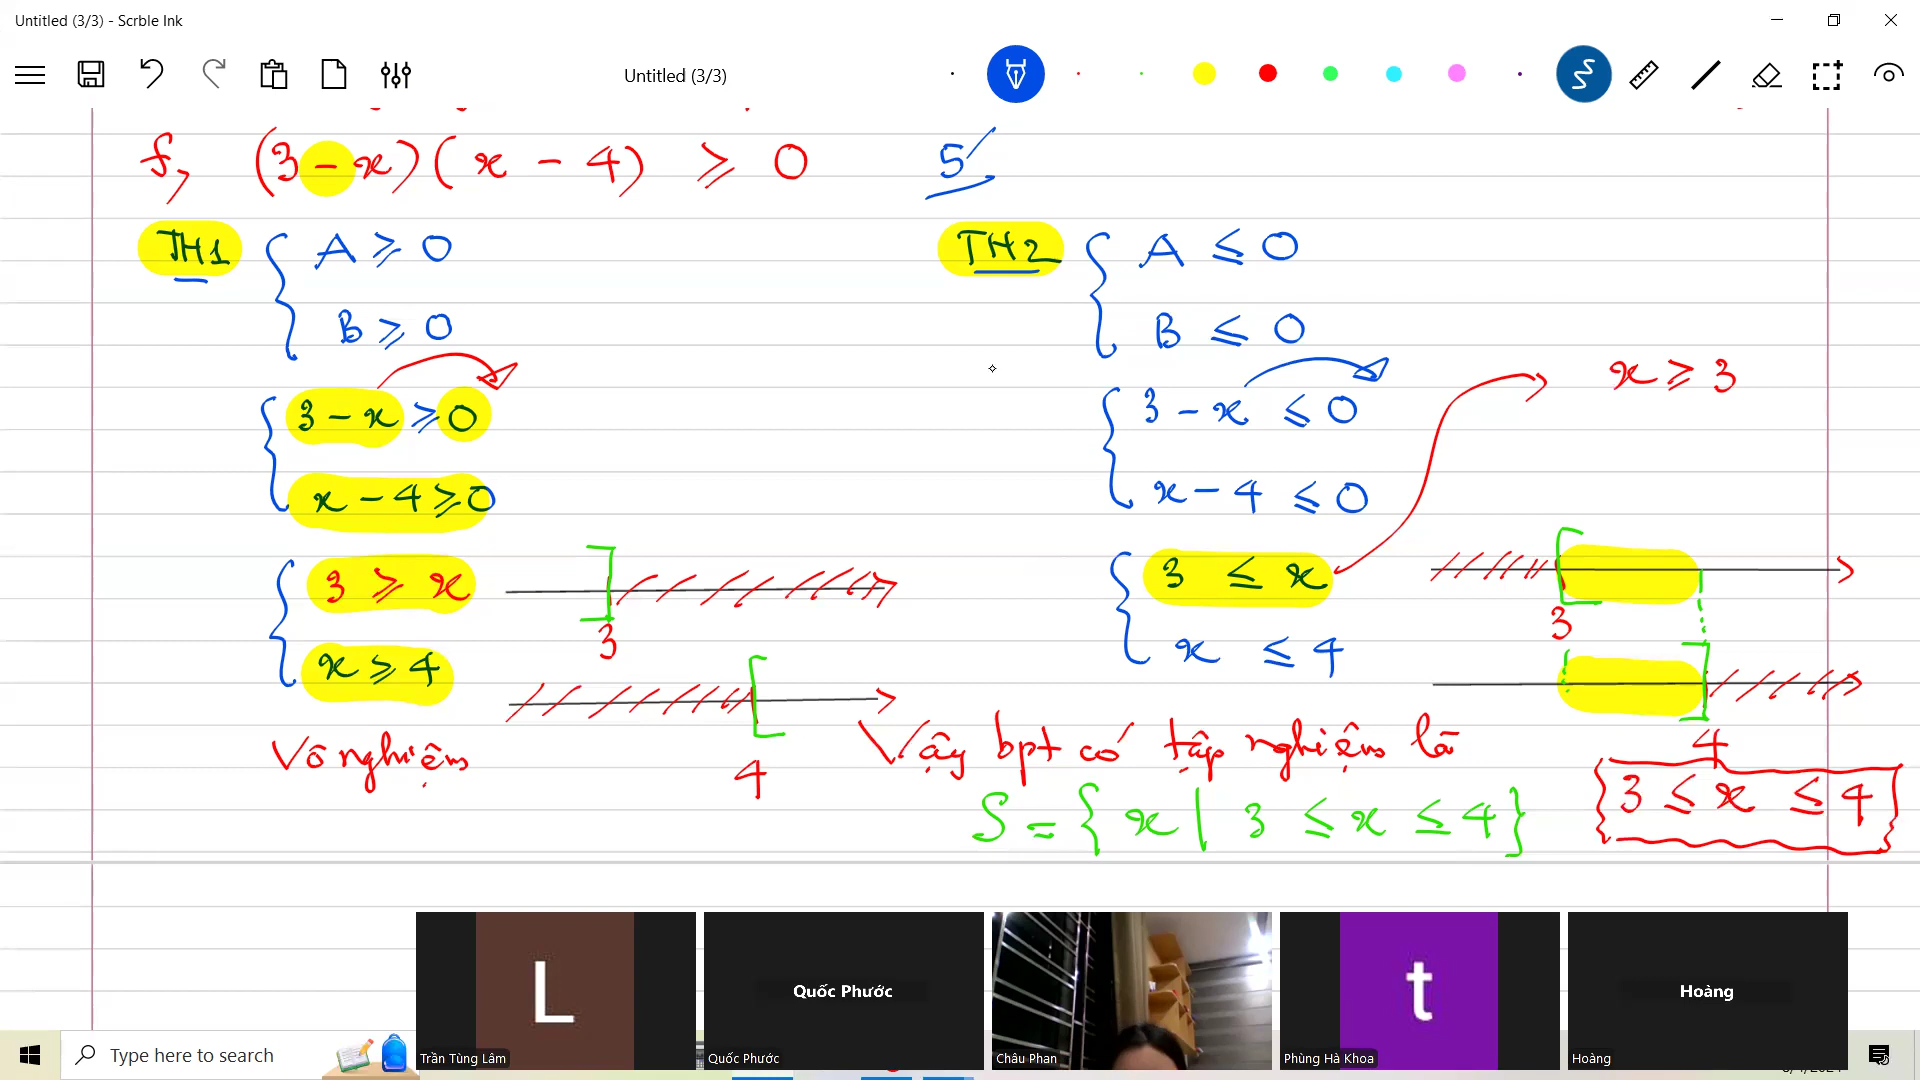 Untitled (3/3) - Scrble Ink
Untitled (3/3)
f, (3 - x)(x - 4) ≥ 0
5'
TH1 { A ≥ 0
B ≥ 0
{ 3 - x ≥ 0
x - 4 ≥ 0
{ 3 ≥ x
x ≥ 4
3
4
Vô nghiệm
TH2 { A ≤ 0
B ≤ 0
{ 3 - x ≤ 0
x - 4 ≤ 0
{ 3 ≤ x
x ≤ 4
x ≥ 3
3
4
3 ≤ x ≤ 4
Vậy bpt có tập nghiệm là
S = { x | 3 ≤ x ≤ 4 }
L
Trần Tùng Lâm
Quốc Phước
Quốc Phước
Châu Phan
t
Phùng Hà Khoa
Hoàng
Hoàng
Type here to search